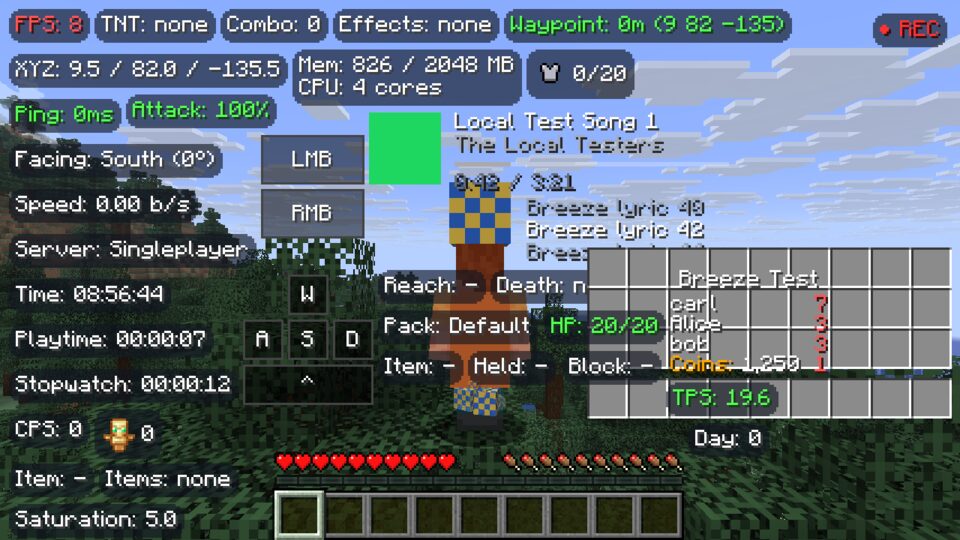 FPS: 8 TNT: none Combo: 0 Effects: none Waypoint: 0m (9 82 -135) REC
XYZ: 9.5 / 82.0 / -135.5 Mem: 826 / 2048 MB
CPU: 4 cores
0/20
Ping: 0ms Attack: 100%
Local Test Song 1
The Local Testers
0:42 / 3:21
Facing: South (0°) LMB
Speed: 0.00 b/s RMB
Breeze lyric 40
Breeze lyric 42
Server: Singleplayer
Time: 08:56:44 W
Reach: - Death:
Breeze Test
carl 7
Alice 3
bob 3
Coins: 1,250 1
Playtime: 00:00:07 A S D
Pack: Default HP: 20/20
Item: - Held: - Block: -
Stopwatch: 00:00:12 ^
TPS: 19.6
CPS: 0 0
Day: 0
Item: - Items: none
Saturation: 5.0